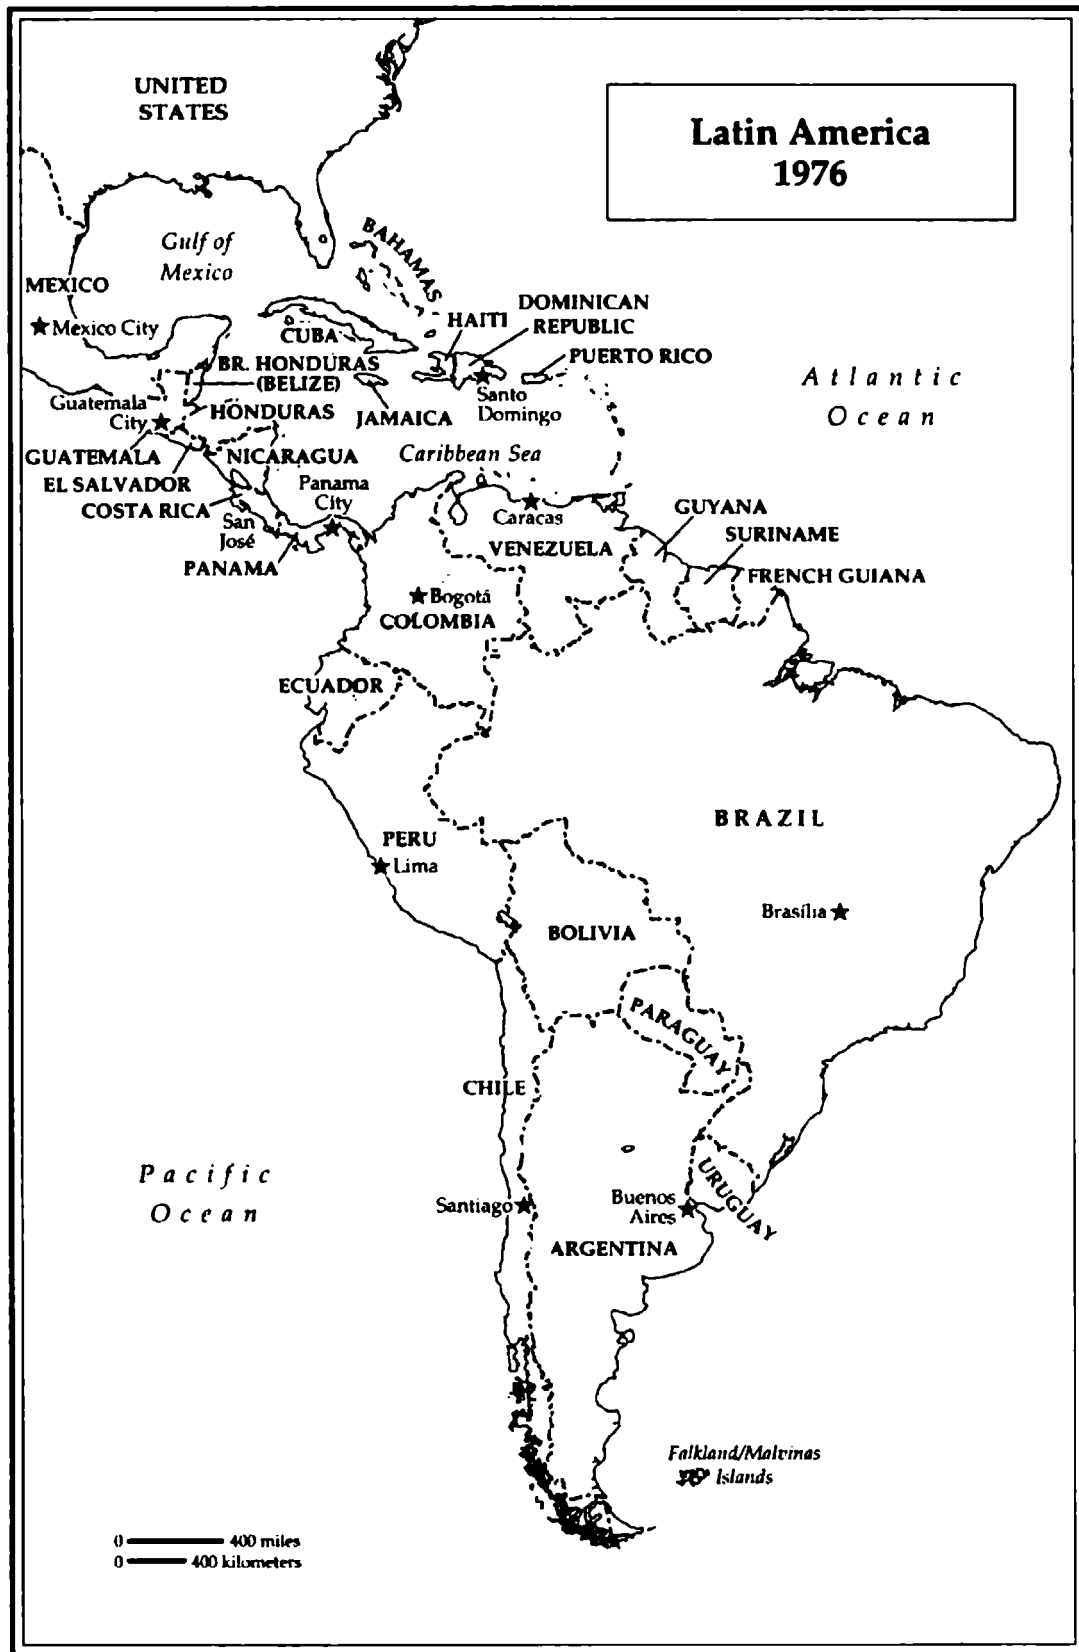 Latin America
1976
UNITED
STATES
Gulf of
Mexico
BAHAMAS
MEXICO
Mexico City
CUBA
HAITI
DOMINICAN
REPUBLIC
PUERTO RICO
BR. HONDURAS
(BELIZE)
Santo
Domingo
JAMAICA
Atlantic
Ocean
Guatemala
City
HONDURAS
GUATEMALA
NICARAGUA
Caribbean Sea
EL SALVADOR
COSTA RICA
Panama
City
San
José
PANAMA
Caracas
VENEZUELA
GUYANA
SURINAME
FRENCH GUIANA
Bogotá
COLOMBIA
ECUADOR
BRAZIL
PERU
Lima
Brasília
BOLIVIA
PARAGUAY
CHILE
Pacific
Ocean
Santiago
Buenos
Aires
URUGUAY
ARGENTINA
Falkland/Malvinas
Islands
0 400 miles
0 400 kilometers